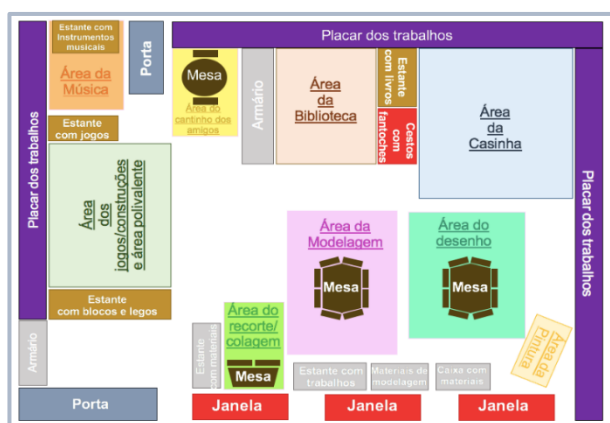 Placar dos trabalhos
Estante com
Instrumentos
musicais
Área da
Música
Porta
Placar dos trabalhos
Mesa
Área do
cantinho dos
amigos
Armário
Área
da
Biblioteca
Estante
com livros
Cestos
com
fantoches
Área
da
Casinha
Placar dos trabalhos
Estante
com jogos
Área
dos
jogos/construções
e área polivalente
Estante
com blocos e legos
Armário
Porta
Área da
Modelagem
Mesa
Área do
desenho
Mesa
Estante
com materiais
Área do
recorte/
colagem
Mesa
Estante com
trabalhos
Materiais de
modelagem
Caixa com
materiais
Área da
pintura
Janela
Janela
Janela